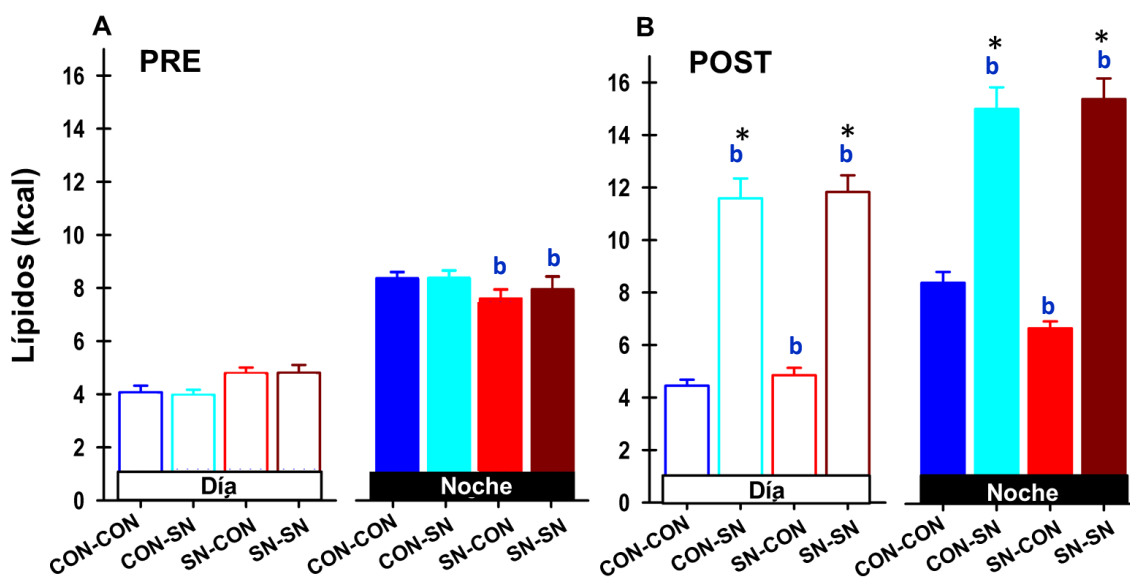 A
PRE
Lípidos (kcal)
16
14
12
10
8
6
4
2
0
b
b
Día
Noche
CON-CON
CON-SN
SN-CON
SN-SN
CON-CON
CON-SN
SN-CON
SN-SN
B
POST
16
14
12
10
8
6
4
2
0
*
b
*
b
b
*
b
*
b
b
Día
Noche
CON-CON
CON-SN
SN-CON
SN-SN
CON-CON
CON-SN
SN-CON
SN-SN